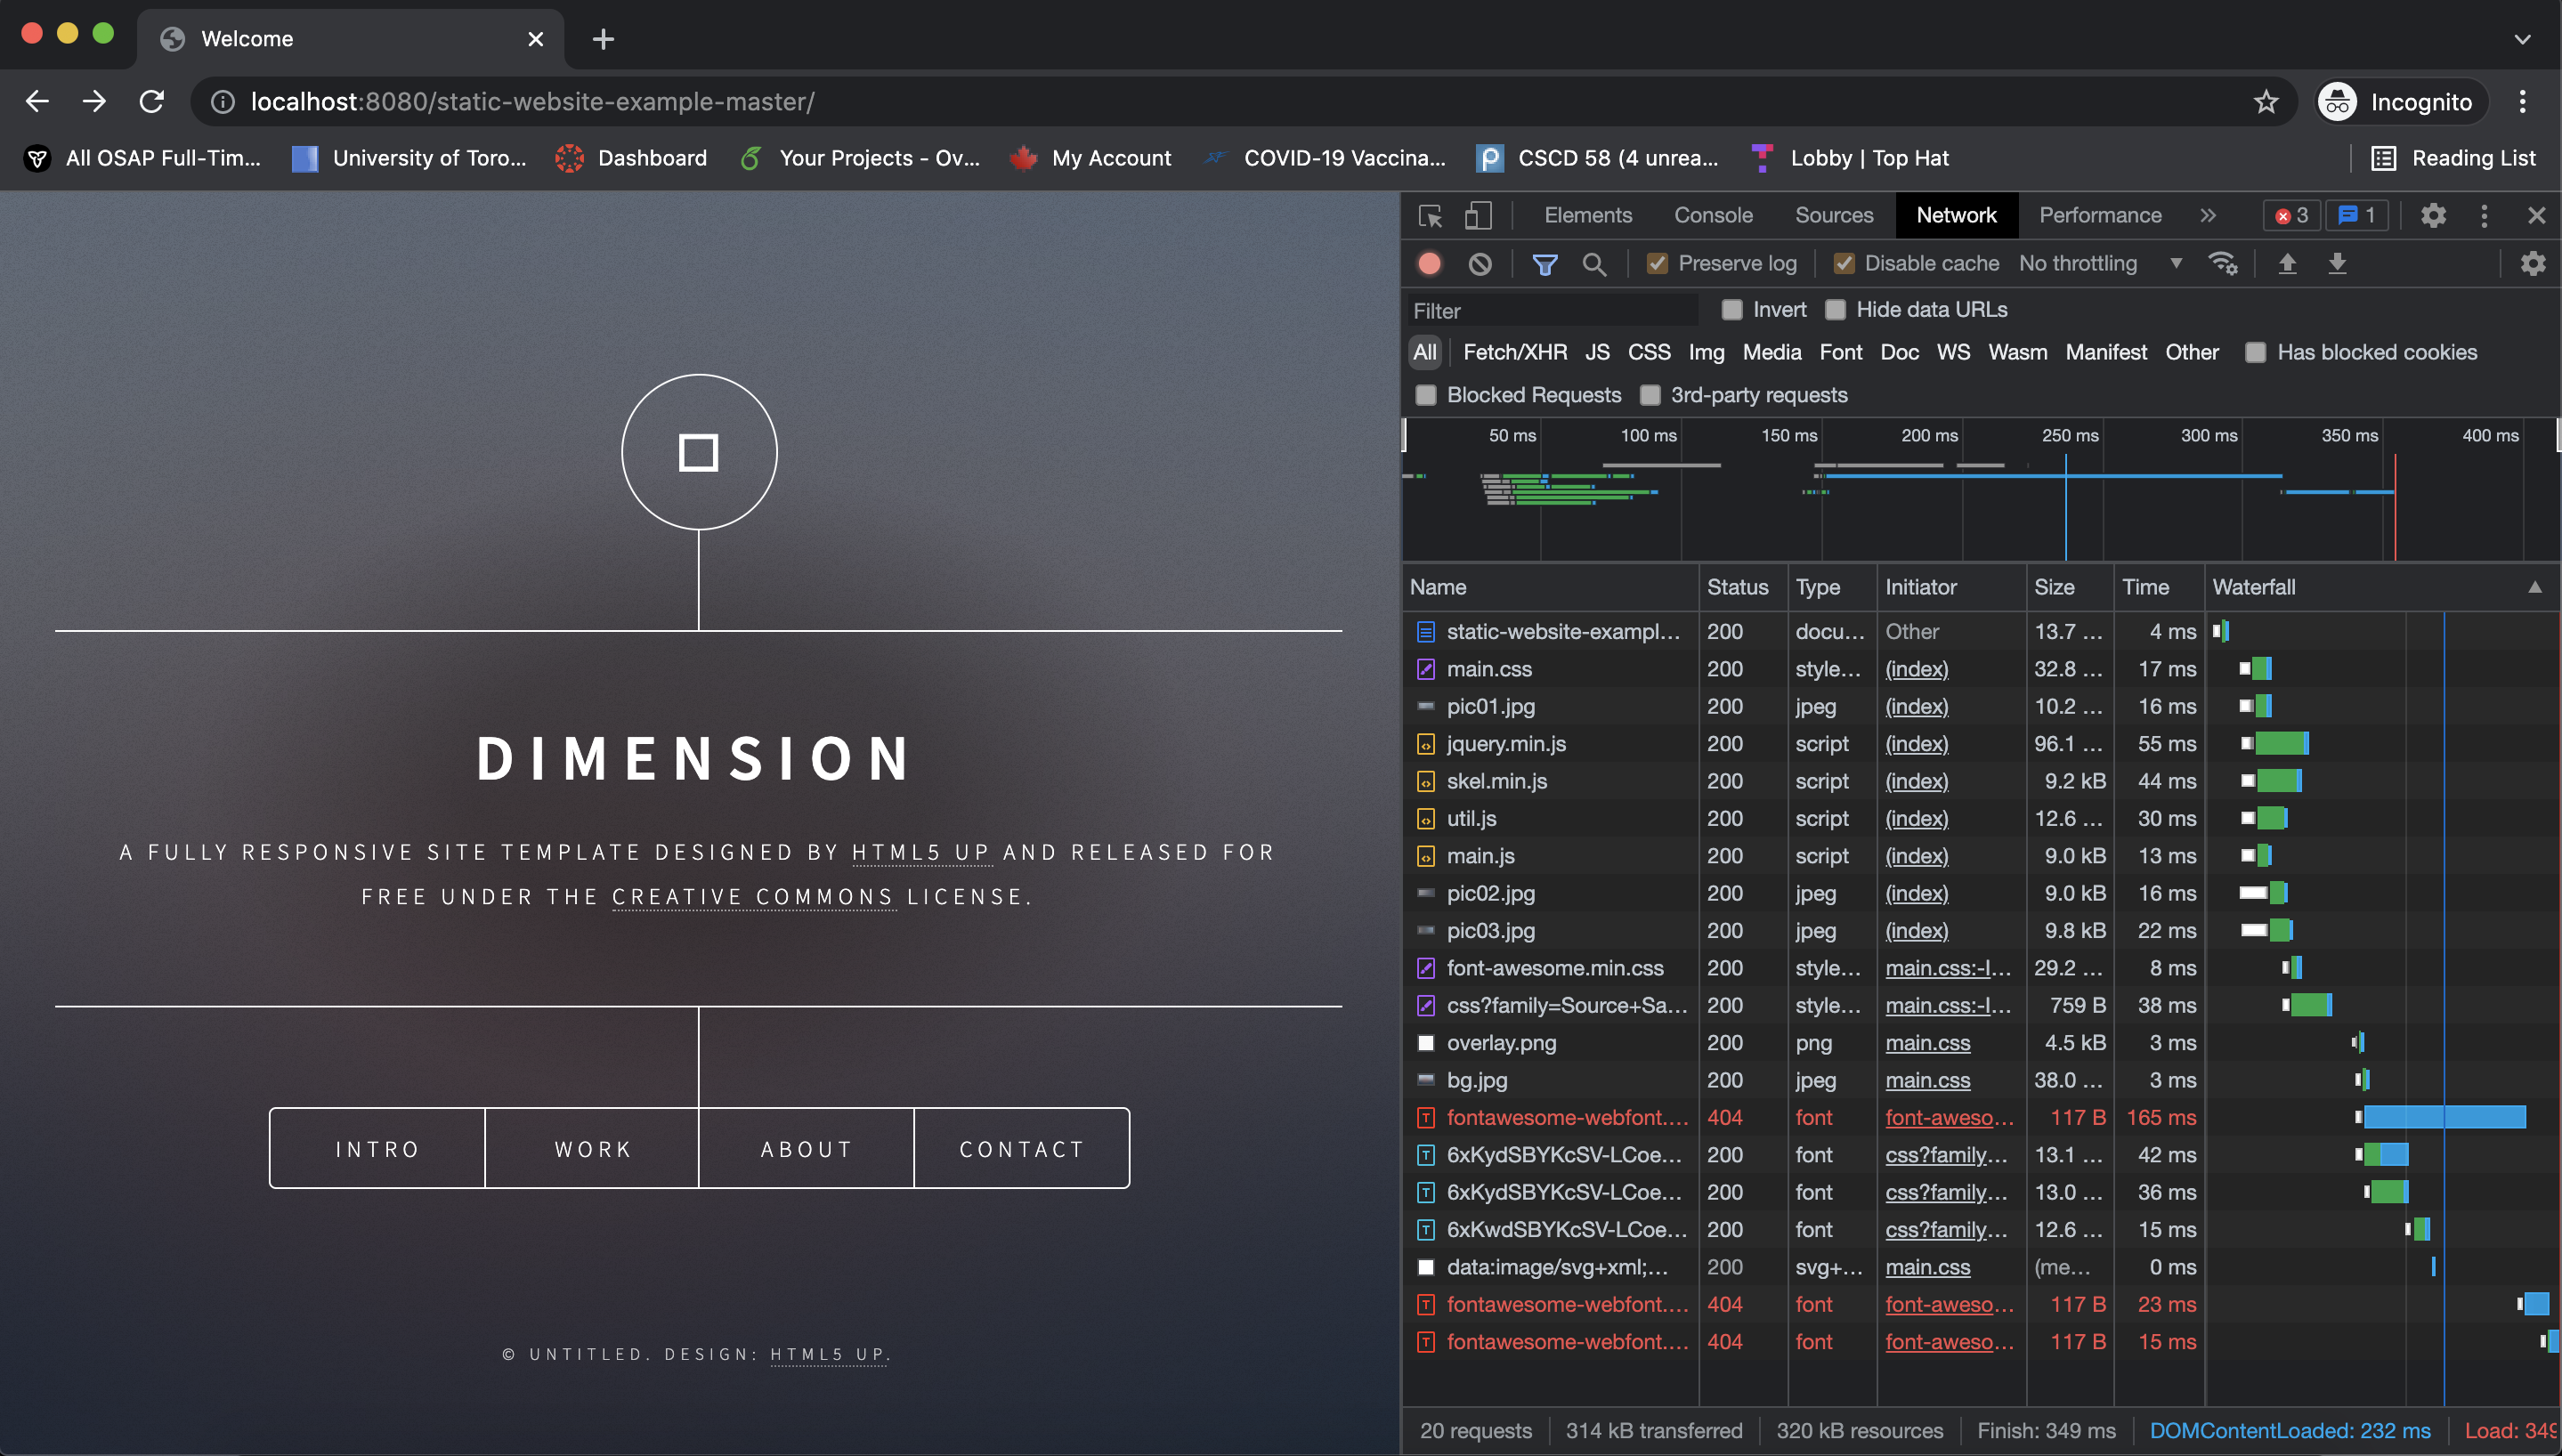 Welcome
localhost:8080/static-website-example-master/
Incognito
All OSAP Full-Tim...
University of Toro...
Dashboard
Your Projects - Ov...
My Account
COVID-19 Vaccina...
CSCD 58 (4 unrea...
Lobby | Top Hat
Reading List
DIMENSION
A FULLY RESPONSIVE SITE TEMPLATE DESIGNED BY HTML5 UP AND RELEASED FOR
FREE UNDER THE CREATIVE COMMONS LICENSE.
INTRO WORK ABOUT CONTACT
© UNTITLED. DESIGN: HTML5 UP.
Elements Console Sources Network Performance 3 1
Preserve log Disable cache No throttling
Filter Invert Hide data URLs
All Fetch/XHR JS CSS Img Media Font Doc WS Wasm Manifest Other Has blocked cookies
Blocked Requests 3rd-party requests
50 ms 100 ms 150 ms 200 ms 250 ms 300 ms 350 ms 400 ms
Name Status Type Initiator Size Time Waterfall
static-website-exampl... 200 docu... Other 13.7 ... 4 ms
main.css 200 style... (index) 32.8 ... 17 ms
pic01.jpg 200 jpeg (index) 10.2 ... 16 ms
jquery.min.js 200 script (index) 96.1 ... 55 ms
skel.min.js 200 script (index) 9.2 kB 44 ms
util.js 200 script (index) 12.6 ... 30 ms
main.js 200 script (index) 9.0 kB 13 ms
pic02.jpg 200 jpeg (index) 9.0 kB 16 ms
pic03.jpg 200 jpeg (index) 9.8 kB 22 ms
font-awesome.min.css 200 style... main.css:-I... 29.2 ... 8 ms
css?family=Source+Sa... 200 style... main.css:-I... 759 B 38 ms
overlay.png 200 png main.css 4.5 kB 3 ms
bg.jpg 200 jpeg main.css 38.0 ... 3 ms
fontawesome-webfont.... 404 font font-aweso... 117 B 165 ms
6xKydSBYKcSV-LCoe... 200 font css?family... 13.1 ... 42 ms
6xKydSBYKcSV-LCoe... 200 font css?family... 13.0 ... 36 ms
6xKwdSBYKcSV-LCoe... 200 font css?family... 12.6 ... 15 ms
data:image/svg+xml;... 200 svg+... main.css (me... 0 ms
fontawesome-webfont.... 404 font font-aweso... 117 B 23 ms
fontawesome-webfont.... 404 font font-aweso... 117 B 15 ms
20 requests 314 kB transferred 320 kB resources Finish: 349 ms DOMContentLoaded: 232 ms Load: 349